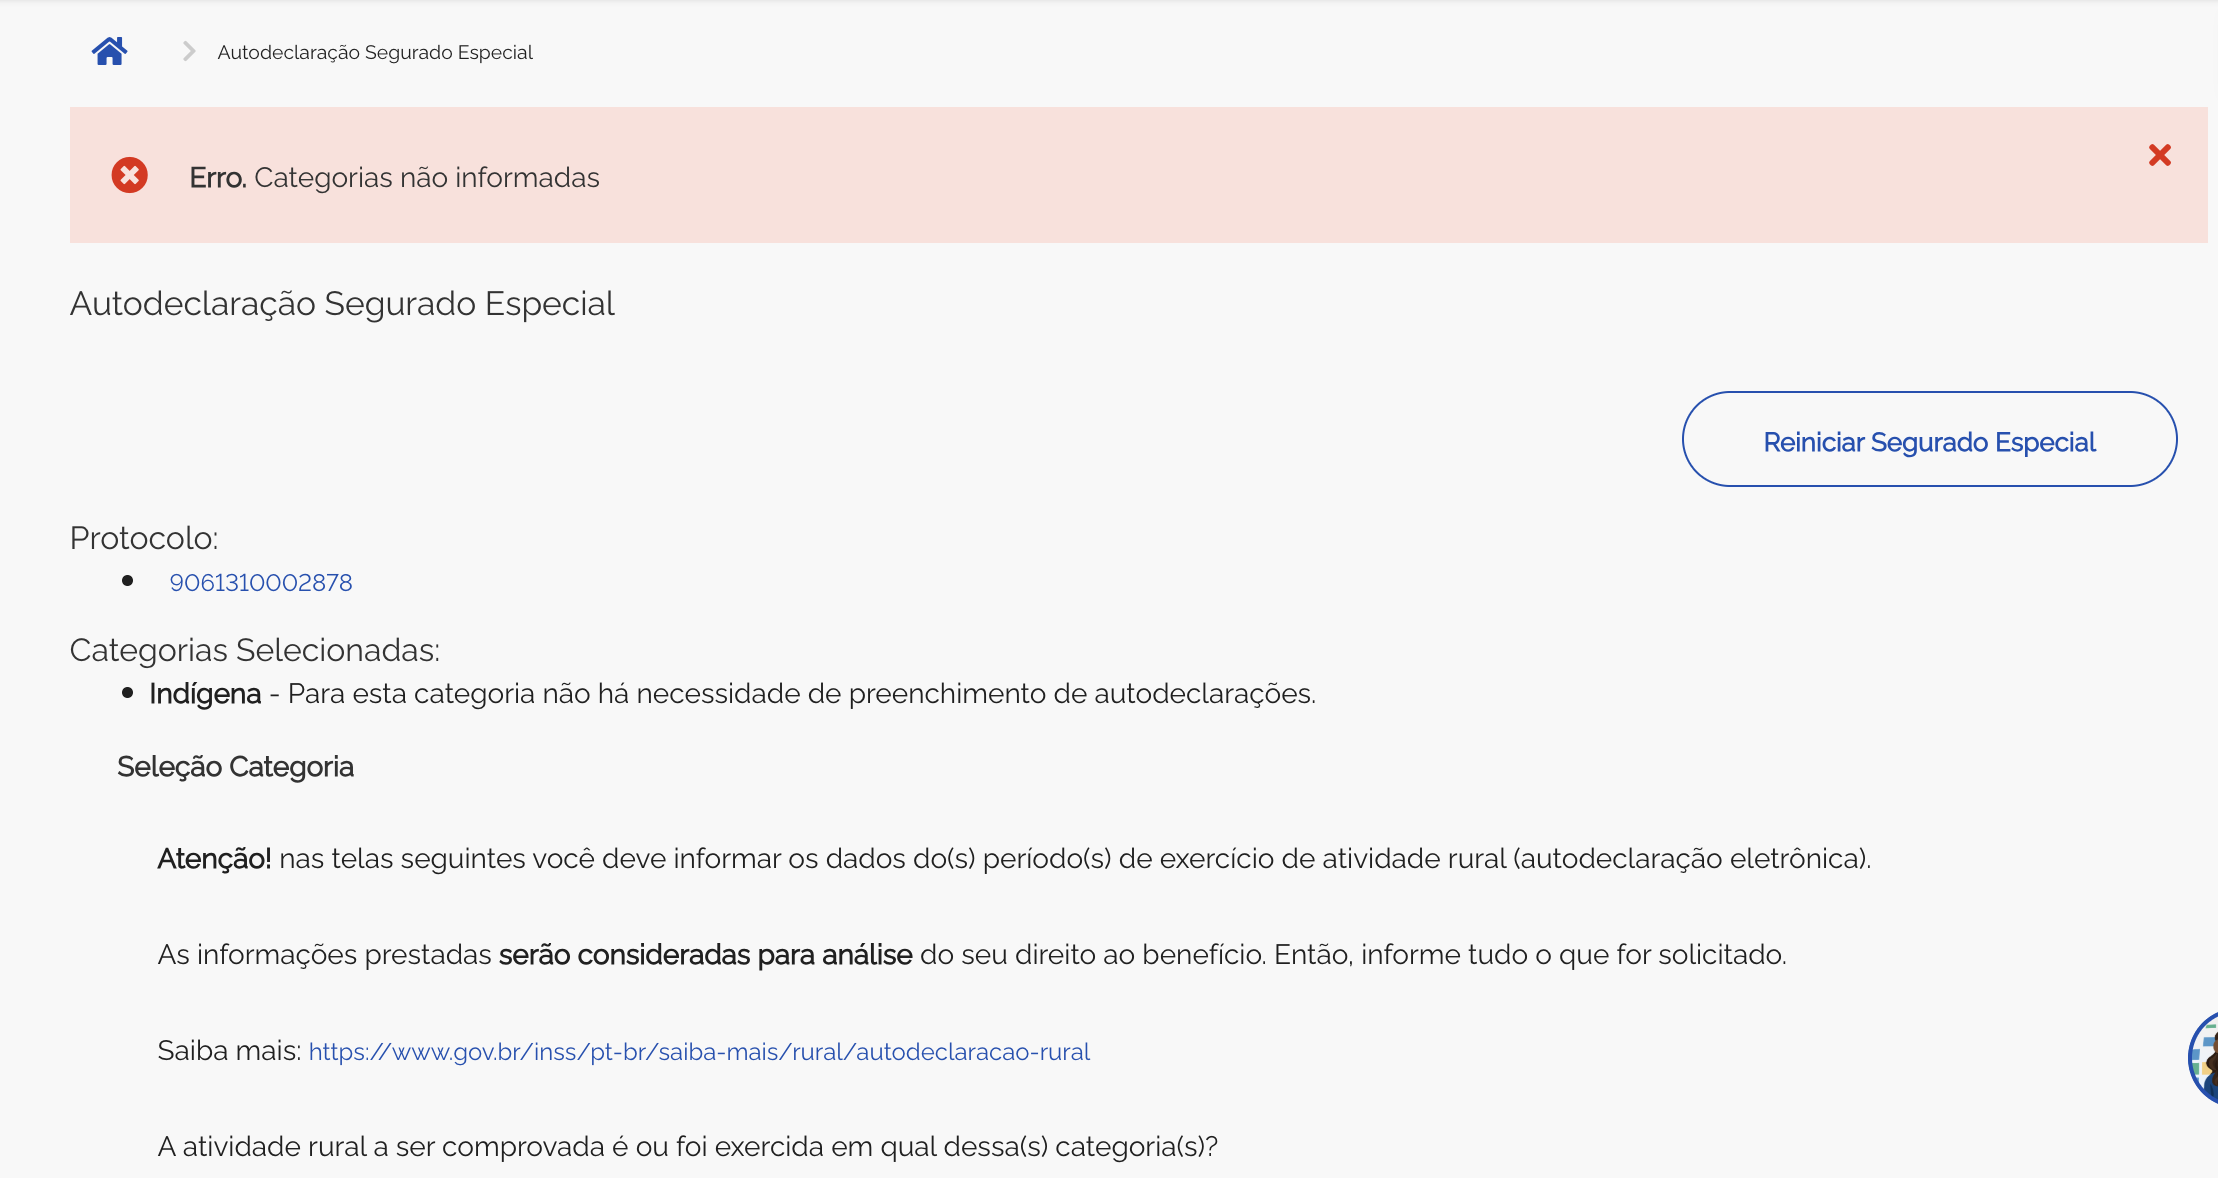 Autodeclaração Segurado Especial
Erro. Categorias não informadas
Autodeclaração Segurado Especial
Reiniciar Segurado Especial
Protocolo:
9061310002878
Categorias Selecionadas:
Indígena - Para esta categoria não há necessidade de preenchimento de autodeclarações.
Seleção Categoria
Atenção! nas telas seguintes você deve informar os dados do(s) período(s) de exercício de atividade rural (autodeclaração eletrônica).
As informações prestadas serão consideradas para análise do seu direito ao benefício. Então, informe tudo o que for solicitado.
Saiba mais: https://www.gov.br/inss/pt-br/saiba-mais/rural/autodeclaracao-rural
A atividade rural a ser comprovada é ou foi exercida em qual dessa(s) categoria(s)?